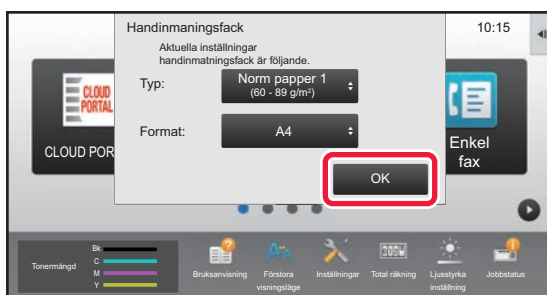 Handinmaningsfack
10:15
Aktuella inställningar
handinmatningsfack är följande.
Typ:
Norm papper 1
(60 - 89 g/m²)
Format:
A4
OK
CLOUD
PORTAL
CLOUD POR
Enkel
fax
Tonermängd
Bk
C
M
Y
Bruksanvisning
Förstora
visningsläge
Inställningar
Total räkning
Ljusstyrka
inställning
Jobbstatus